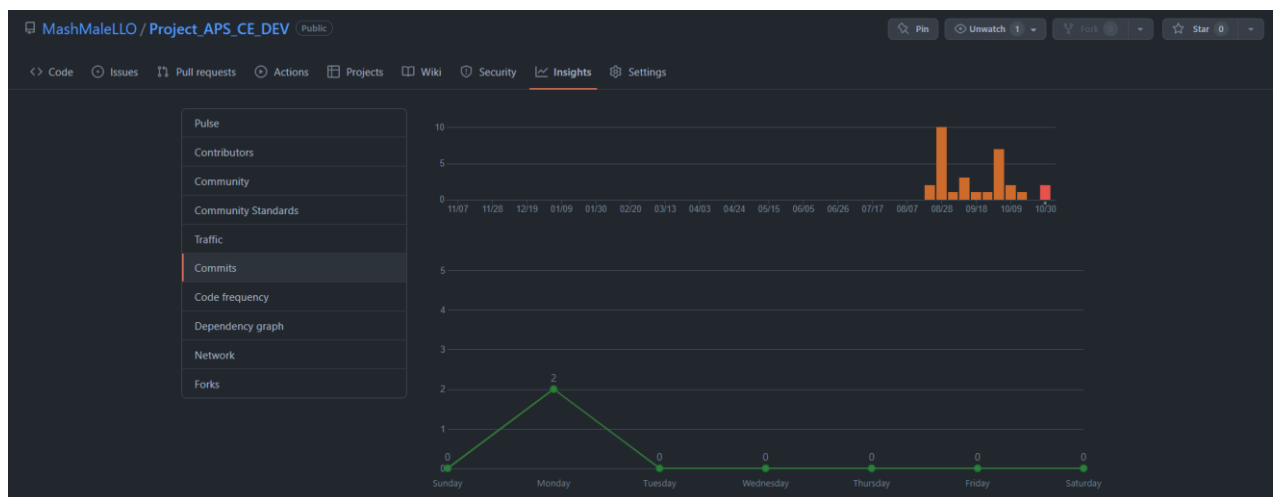 MashMaleLLO / Project_APS_CE_DEV Public
Pin Unwatch 1 Fork 0 Star 0
Code Issues Pull requests Actions Projects Wiki Security Insights Settings
Pulse
Contributors
Community
Community Standards
Traffic
Commits
Code frequency
Dependency graph
Network
Forks
10
5
0
11/07 11/28 12/19 01/09 01/30 02/20 03/13 04/03 04/24 05/15 06/05 06/26 07/17 08/07 08/28 09/18 10/09 10/30
5
4
3
2
2
1
0 0 0 0 0 0
0
Sunday Monday Tuesday Wednesday Thursday Friday Saturday